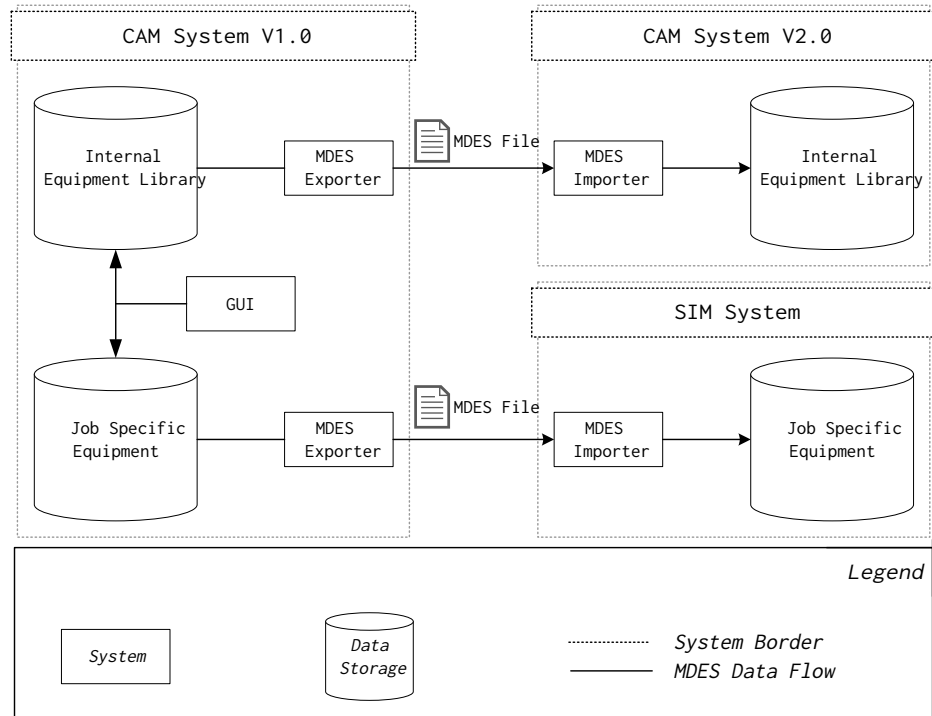 CAM System V1.0
CAM System V2.0
Internal
Equipment Library
MDES
Exporter
MDES File
MDES
Importer
Internal
Equipment Library
GUI
SIM System
Job Specific
Equipment
MDES
Exporter
MDES File
MDES
Importer
Job Specific
Equipment
Legend
System
Data
Storage
System Border
MDES Data Flow